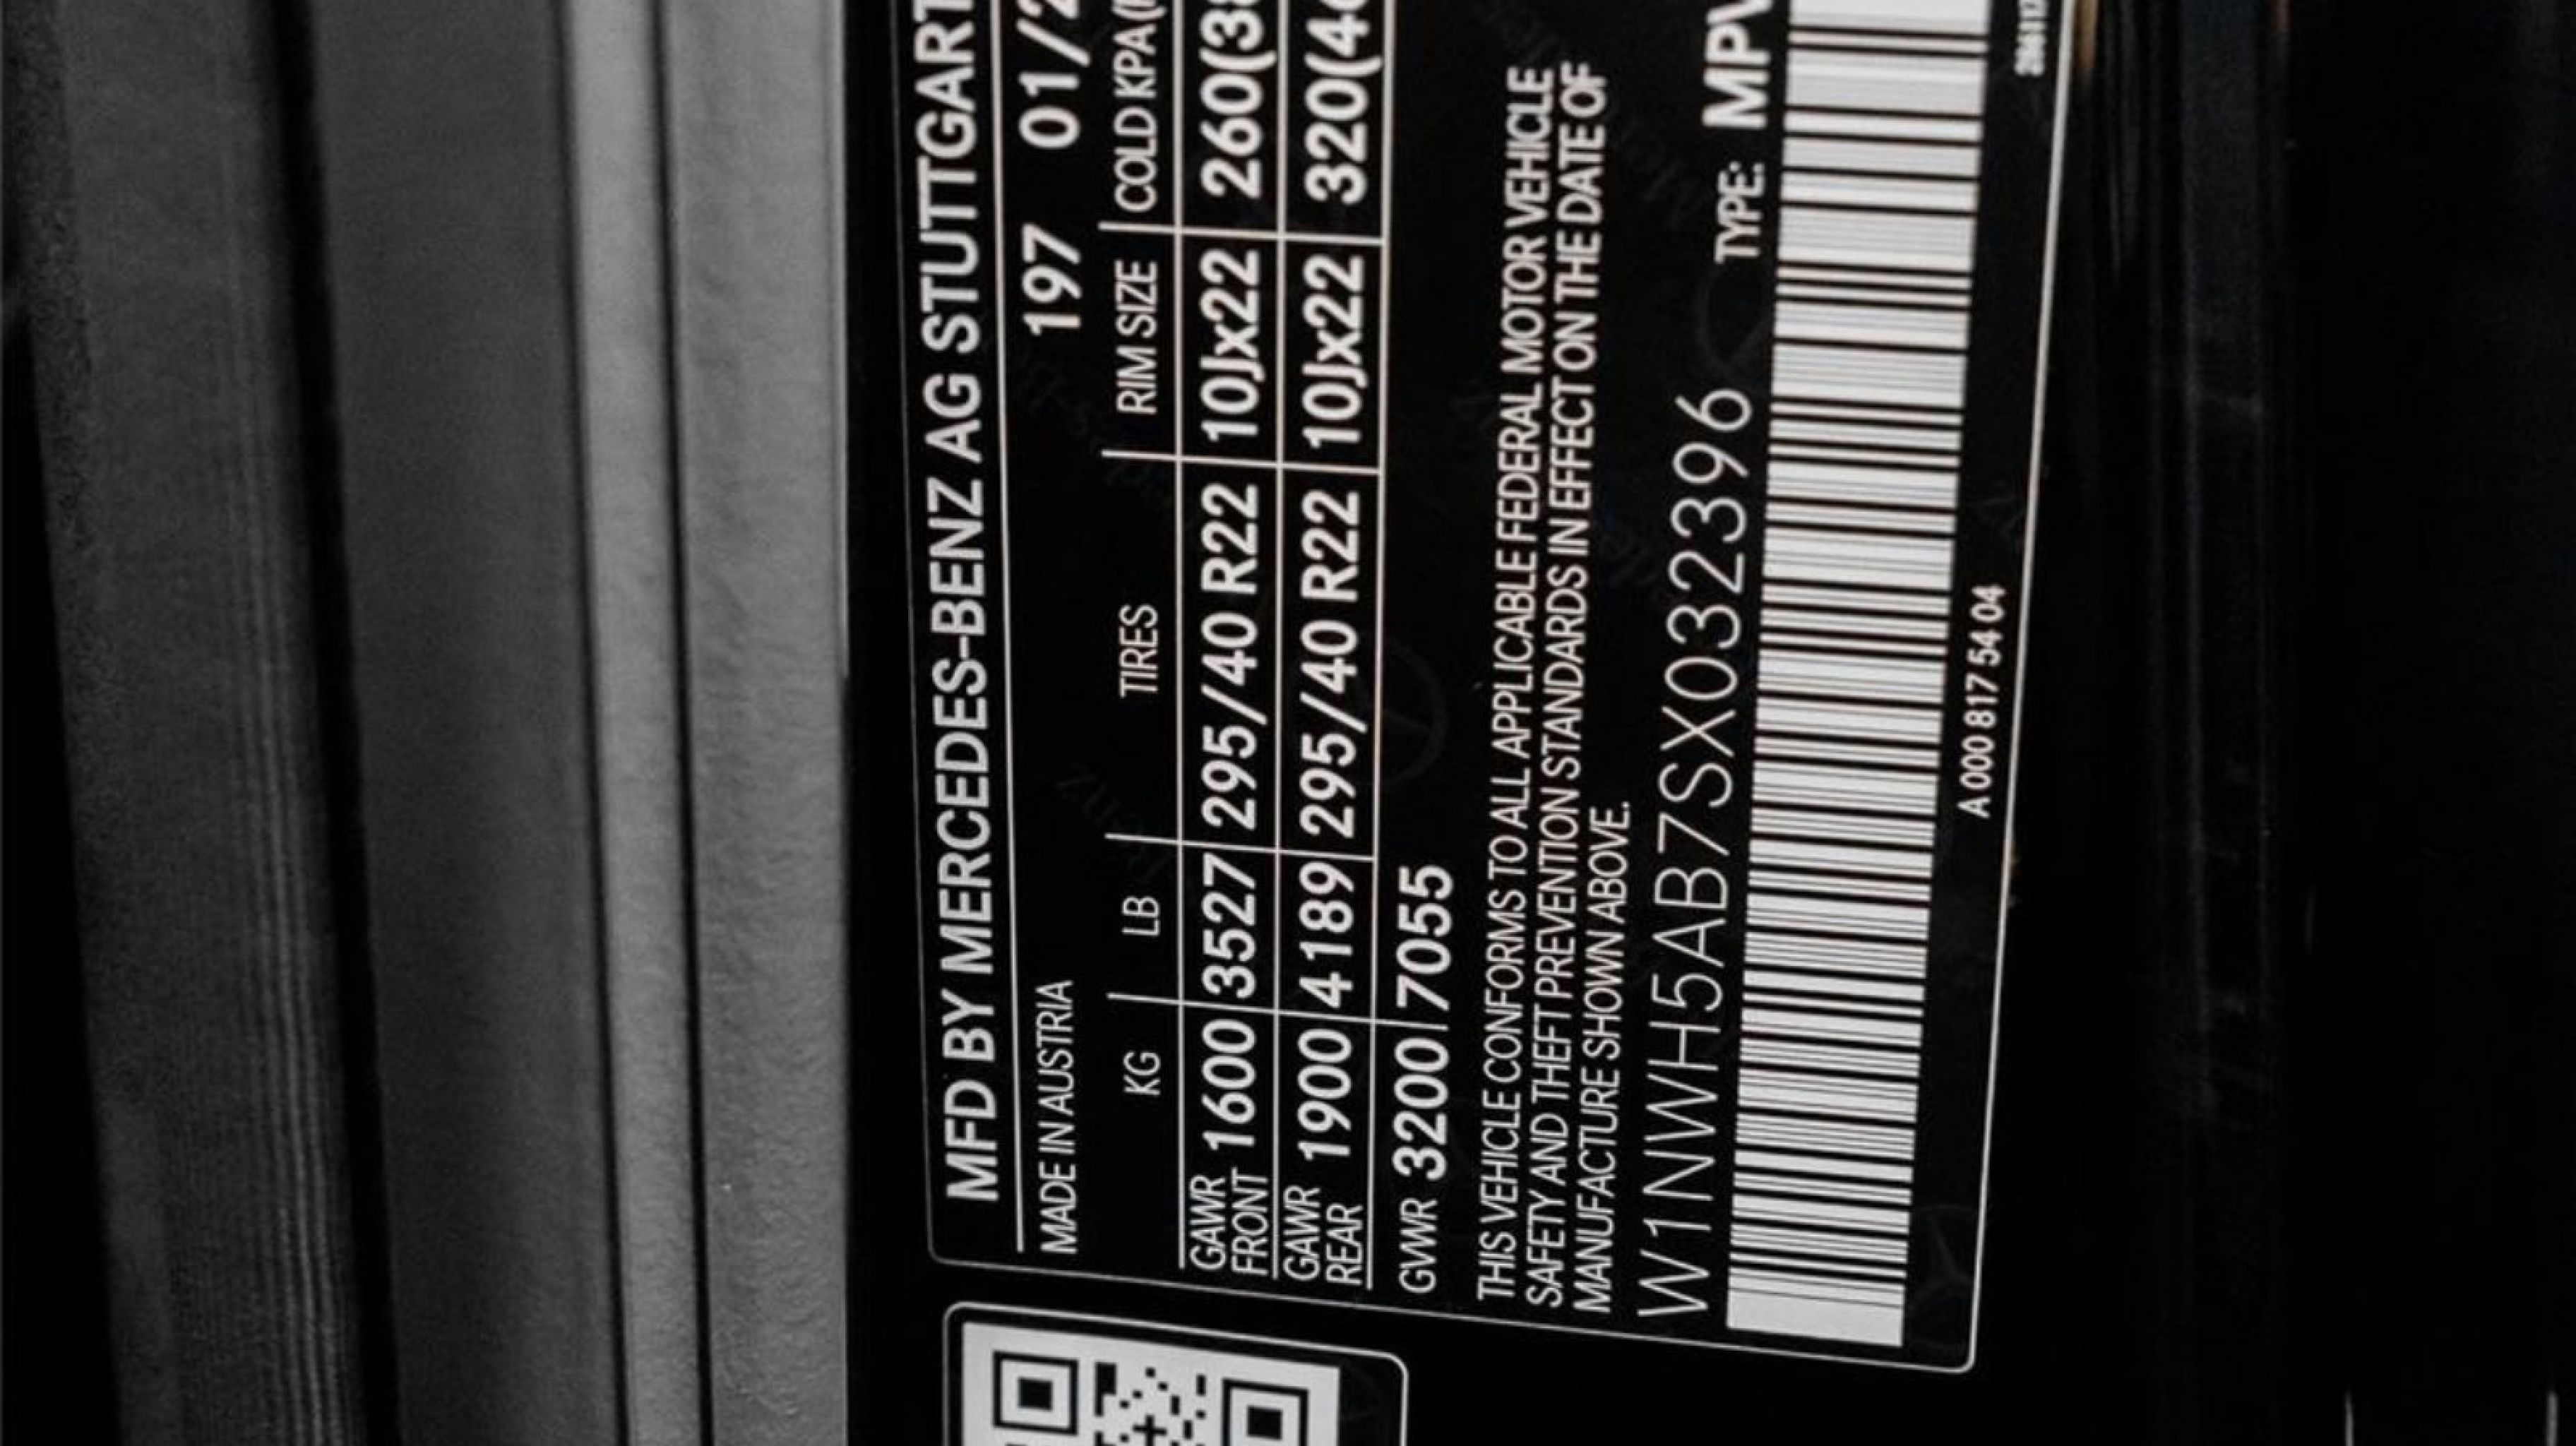 MFD BY MERCEDES-BENZ AG STUTTGART
MADE IN AUSTRIA 197 01/2
KG LB TIRES RIM SIZE COLD KPA(
GAWR FRONT 1600 3527 295/40 R22 10Jx22 260(38
GAWR REAR 1900 4189 295/40 R22 10Jx22 320(4
GVWR 3200 7055
THIS VEHICLE CONFORMS TO ALL APPLICABLE FEDERAL MOTOR VEHICLE
SAFETY AND THEFT PREVENTION STANDARDS IN EFFECT ON THE DATE OF
MANUFACTURE SHOWN ABOVE.
W1NWH5AB7SX032396 TYPE: MPV
A 000 817 54 04